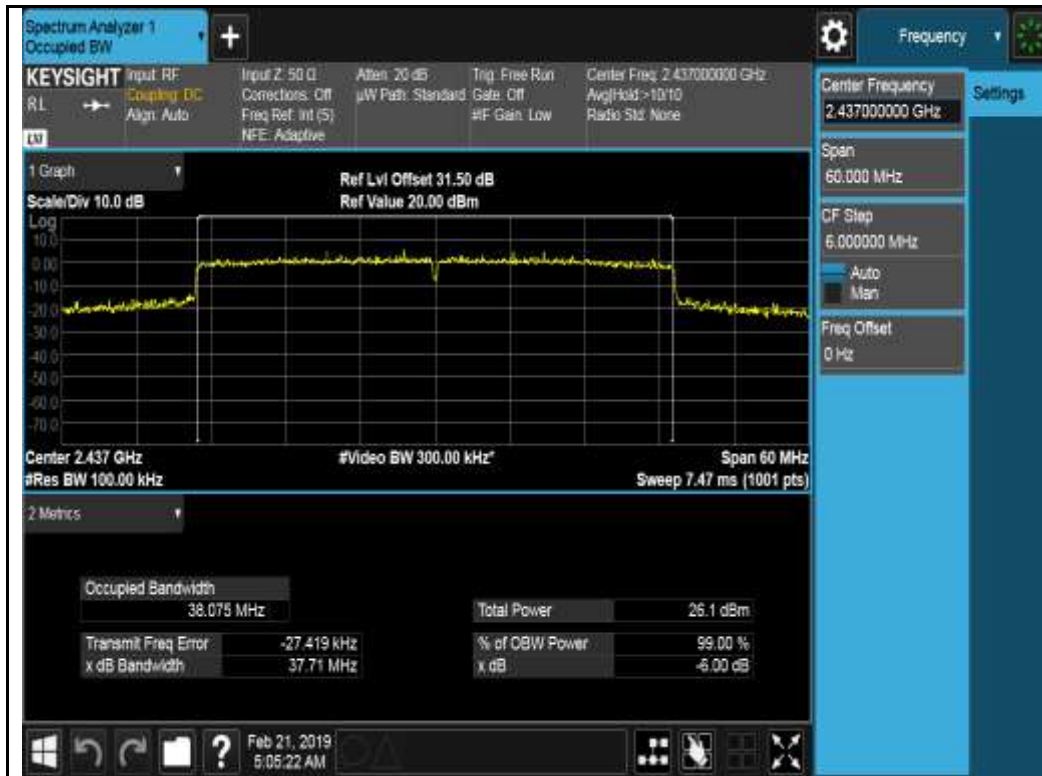 Spectrum Analyzer 1
Occupied BW
+
Frequency
KEYSIGHT Input: RF Input Z: 50 Ω Atten: 20 dB Trig: Free Run Center Freq: 2.437000000 GHz
RL Coupling: DC Corrections: Off µW Path: Standard Gate: Off Avg|Hold:>10/10
Align: Auto Freq Ref: Int (S) #IF Gain: Low Radio Std: None
NFE: Adaptive
Center Frequency
2.437000000 GHz
Settings
Span
60.000 MHz
CF Step
6.000000 MHz
Auto
Man
Freq Offset
0 Hz
1 Graph
Ref Lvl Offset 31.50 dB
Scale/Div 10.0 dB Ref Value 20.00 dBm
Log
10.0
0.00
-10.0
-20.0
-30.0
-40.0
-50.0
-60.0
-70.0
Center 2.437 GHz #Video BW 300.00 kHz* Span 60 MHz
#Res BW 100.00 kHz Sweep 7.47 ms (1001 pts)
2 Metrics
Occupied Bandwidth
38.075 MHz
Total Power 26.1 dBm
Transmit Freq Error -27.419 kHz % of OBW Power 99.00 %
x dB Bandwidth 37.71 MHz x dB -6.00 dB
? Feb 21, 2019
5:05:22 AM